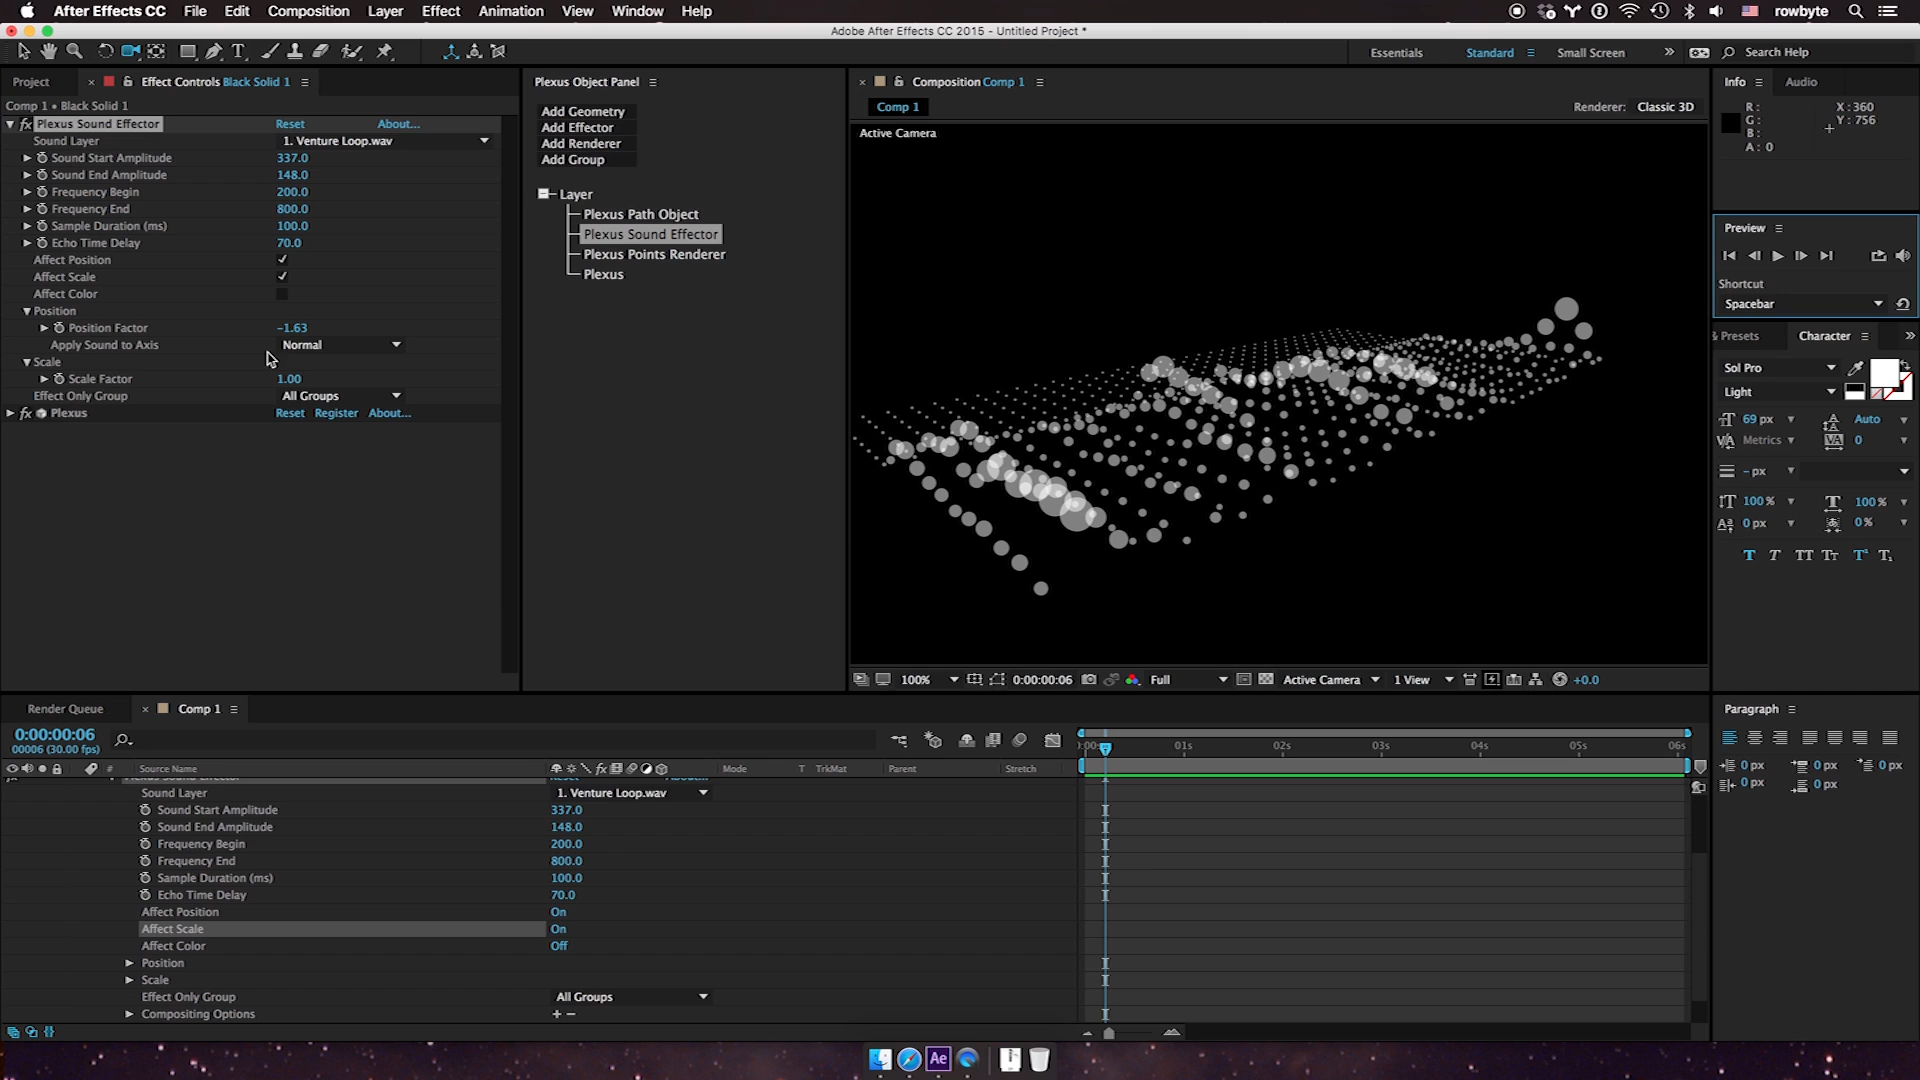 After Effects CC File Edit Composition Layer Effect Animation View Window Help rowbyte
Adobe After Effects CC 2015 - Untitled Project *
Essentials Standard Small Screen Search Help
Project Effect Controls Black Solid 1
Comp 1 • Black Solid 1
Plexus Sound Effector Reset About...
Sound Layer 1. Venture Loop.wav
Sound Start Amplitude 337.0
Sound End Amplitude 148.0
Frequency Begin 200.0
Frequency End 800.0
Sample Duration (ms) 100.0
Echo Time Delay 70.0
Affect Position
Affect Scale
Affect Color
Position
Position Factor -1.63
Apply Sound to Axis Normal
Scale
Scale Factor 1.00
Effect Only Group All Groups
Plexus Reset Register About...
Plexus Object Panel
Add Geometry
Add Effector
Add Renderer
Add Group
Layer
Plexus Path Object
Plexus Sound Effector
Plexus Points Renderer
Plexus
Composition Comp 1
Comp 1 Renderer: Classic 3D
Active Camera
100% 0:00:00:06 Full Active Camera 1 View +0.0
Info Audio
R: X: 360
G: Y: 756
B:
A: 0
Preview
Shortcut
Spacebar
& Presets Character
Sol Pro
Light
69 px Auto
Metrics 0
- px
100% 100%
0 px 0%
T T TT Tt T¹ T₁
Render Queue Comp 1
0:00:00:06
00006 (30.00 fps)
:00s 01s 02s 03s 04s 05s 06s
# Source Name Mode T TrkMat Parent Stretch
Plexus Sound Effector Reset About...
Sound Layer 1. Venture Loop.wav
Sound Start Amplitude 337.0
Sound End Amplitude 148.0
Frequency Begin 200.0
Frequency End 800.0
Sample Duration (ms) 100.0
Echo Time Delay 70.0
Affect Position On
Affect Scale On
Affect Color Off
Position
Scale
Effect Only Group All Groups
Compositing Options + −
Paragraph
0 px 0 px 0 px
0 px 0 px
Ae